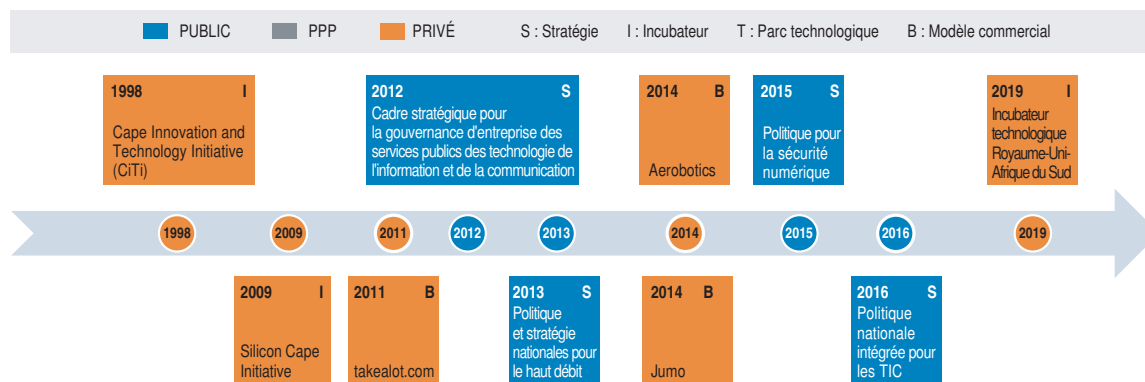 PUBLIC PPP PRIVÉ S : Stratégie I : Incubateur T : Parc technologique B : Modèle commercial
1998 I
Cape Innovation and
Technology Initiative
(CiTi)
2012 S
Cadre stratégique pour
la gouvernance d'entreprise des
services publics des technologie de
l'information et de la communication
2014 B
Aerobotics
2015 S
Politique pour
la sécurité
numérique
2019 I
Incubateur
technologique
Royaume-Uni-
Afrique du Sud
1998 2009 2011 2012 2013 2014 2015 2016 2019
2009 I
Silicon Cape
Initiative
2011 B
takealot.com
2013 S
Politique
et stratégie
nationales pour
le haut débit
2014 B
Jumo
2016 S
Politique
nationale
intégrée pour
les TIC